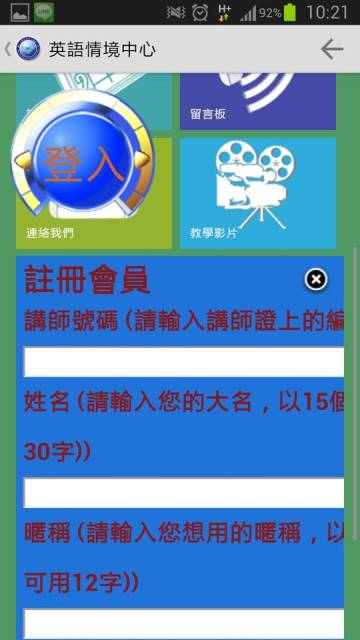 LINE
H+
92%
10:21
英語情境中心
留言板
登入
連絡我們
教學影片
註冊會員
講師號碼 (請輸入講師證上的編
姓名 (請輸入您的大名，以15個
30字))
暱稱 (請輸入您想用的暱稱，以
可用12字))